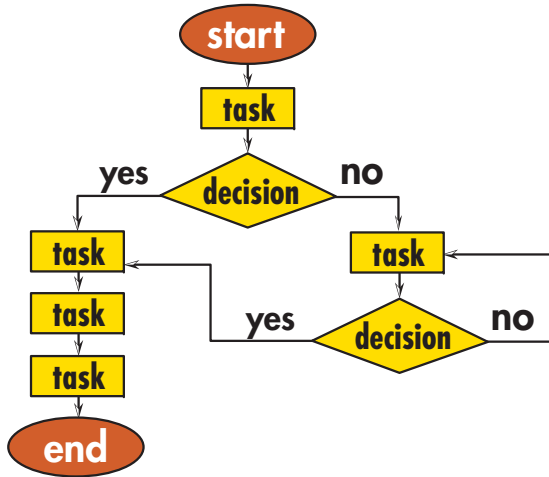 start
task
decision
yes
no
task
task
task
end
task
decision
yes
no